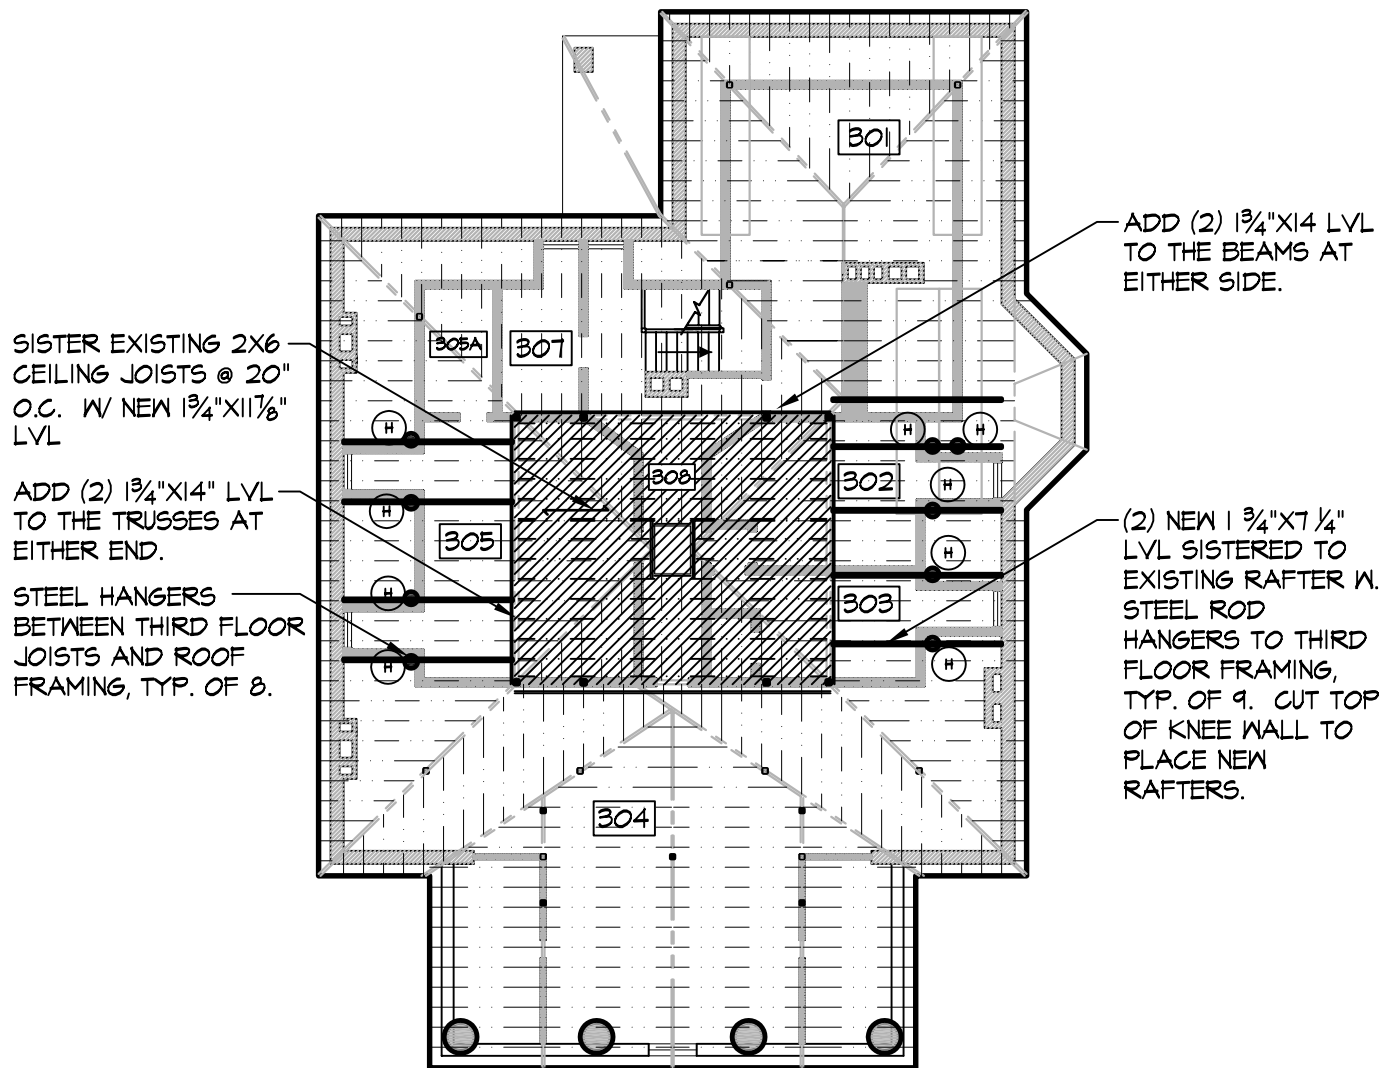 301
ADD (2) 1¾"X14 LVL
TO THE BEAMS AT
EITHER SIDE.
SISTER EXISTING 2X6
CEILING JOISTS @ 20"
O.C. W/ NEW 1¾"X11⅞"
LVL
305A
307
ADD (2) 1¾"X14" LVL
TO THE TRUSSES AT
EITHER END.
STEEL HANGERS
BETWEEN THIRD FLOOR
JOISTS AND ROOF
FRAMING, TYP. OF 8.
H
H
H
H
305
308
H
H
302
H
H
303
H
(2) NEW 1 ¾"X7 ¼"
LVL SISTERED TO
EXISTING RAFTER W.
STEEL ROD
HANGERS TO THIRD
FLOOR FRAMING,
TYP. OF 9. CUT TOP
OF KNEE WALL TO
PLACE NEW
RAFTERS.
304